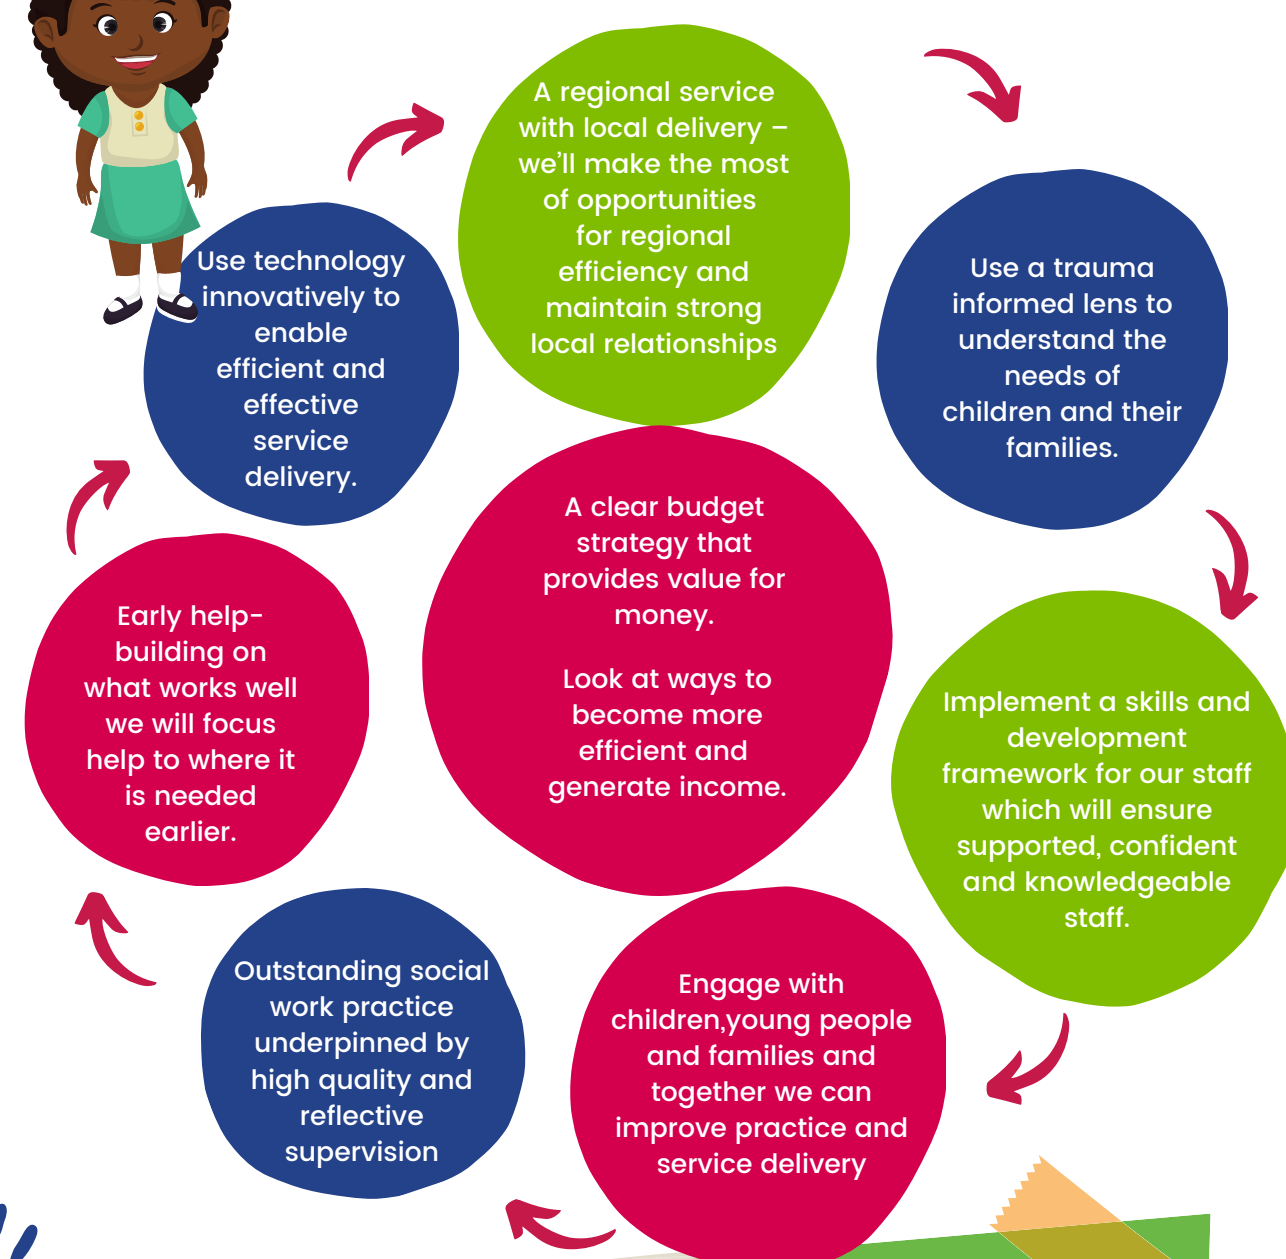 A regional service
with local delivery –
we'll make the most
of opportunities
for regional
efficiency and
maintain strong
local relationships
Use a trauma
informed lens to
understand the
needs of
children and their
families.
Implement a skills and
development
framework for our staff
which will ensure
supported, confident
and knowledgeable
staff.
Engage with
children,young people
and families and
together we can
improve practice and
service delivery
Outstanding social
work practice
underpinned by
high quality and
reflective
supervision
Early help-
building on
what works well
we will focus
help to where it
is needed
earlier.
Use technology
innovatively to
enable
efficient and
effective
service
delivery.
A clear budget
strategy that
provides value for
money.
Look at ways to
become more
efficient and
generate income.